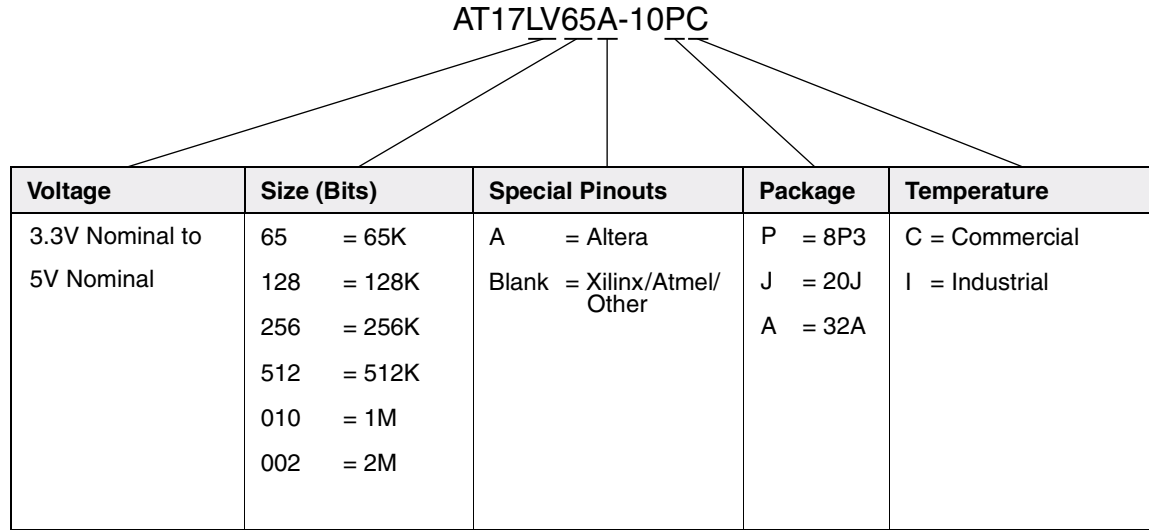 AT17LV65A-10PC
Voltage Size (Bits) Special Pinouts Package Temperature
3.3V Nominal to 65 = 65K A = Altera P = 8P3 C = Commercial
5V Nominal 128 = 128K Blank = Xilinx/Atmel/ J = 20J I = Industrial
Other
256 = 256K A = 32A
512 = 512K
010 = 1M
002 = 2M